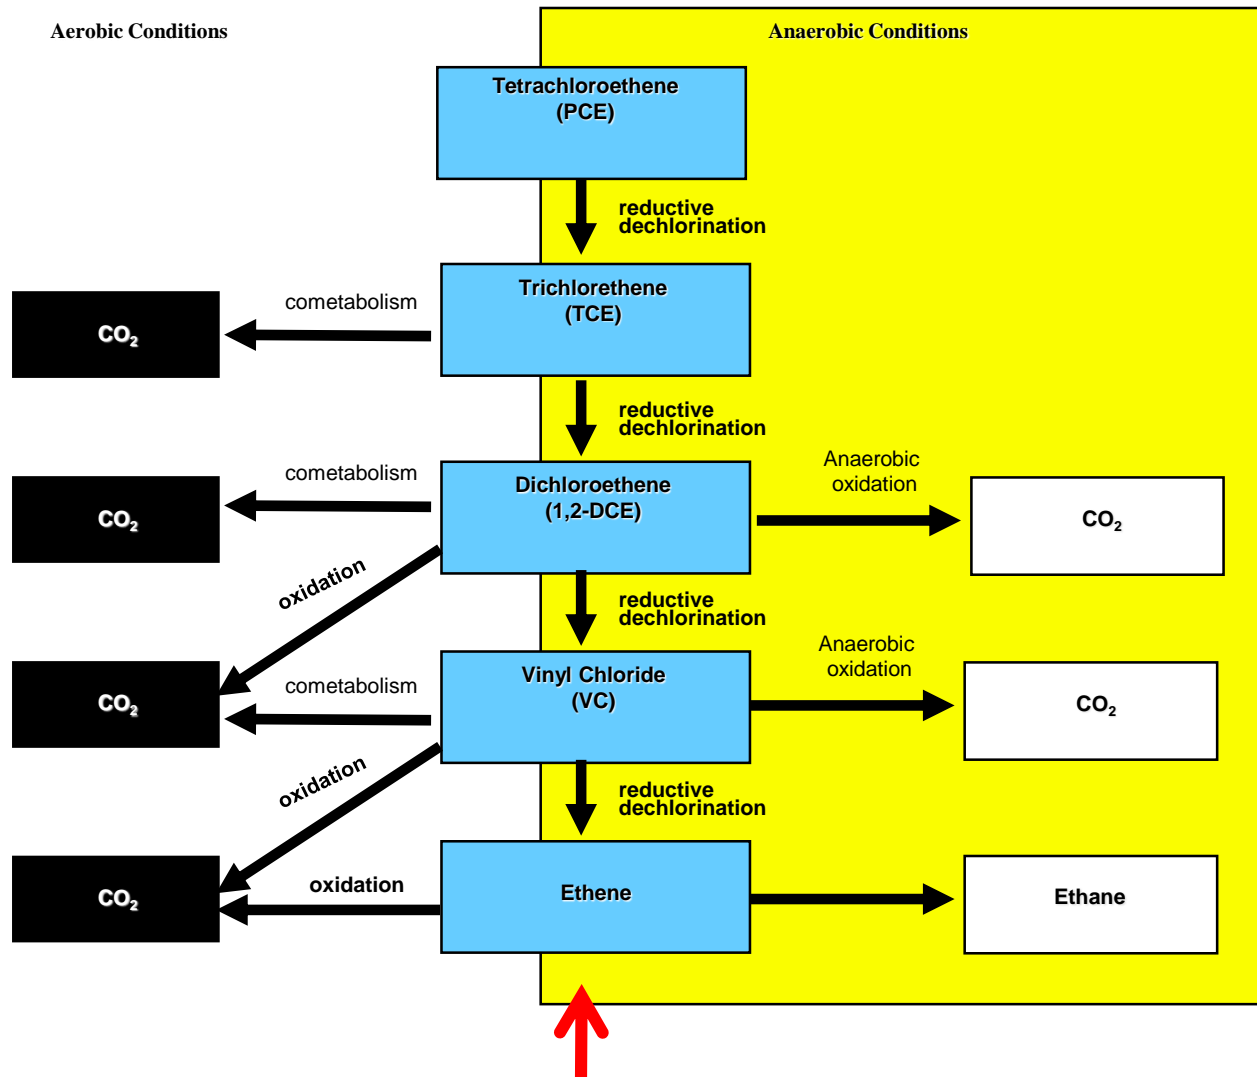 Aerobic Conditions
Anaerobic Conditions
Tetrachloroethene
(PCE)
reductive
dechlorination
Trichlorethene
(TCE)
cometabolism
CO₂
reductive
dechlorination
Dichloroethene
(1,2-DCE)
cometabolism
CO₂
Anaerobic
oxidation
CO₂
oxidation
reductive
dechlorination
Vinyl Chloride
(VC)
cometabolism
CO₂
Anaerobic
oxidation
CO₂
oxidation
reductive
dechlorination
Ethene
oxidation
CO₂
Ethane